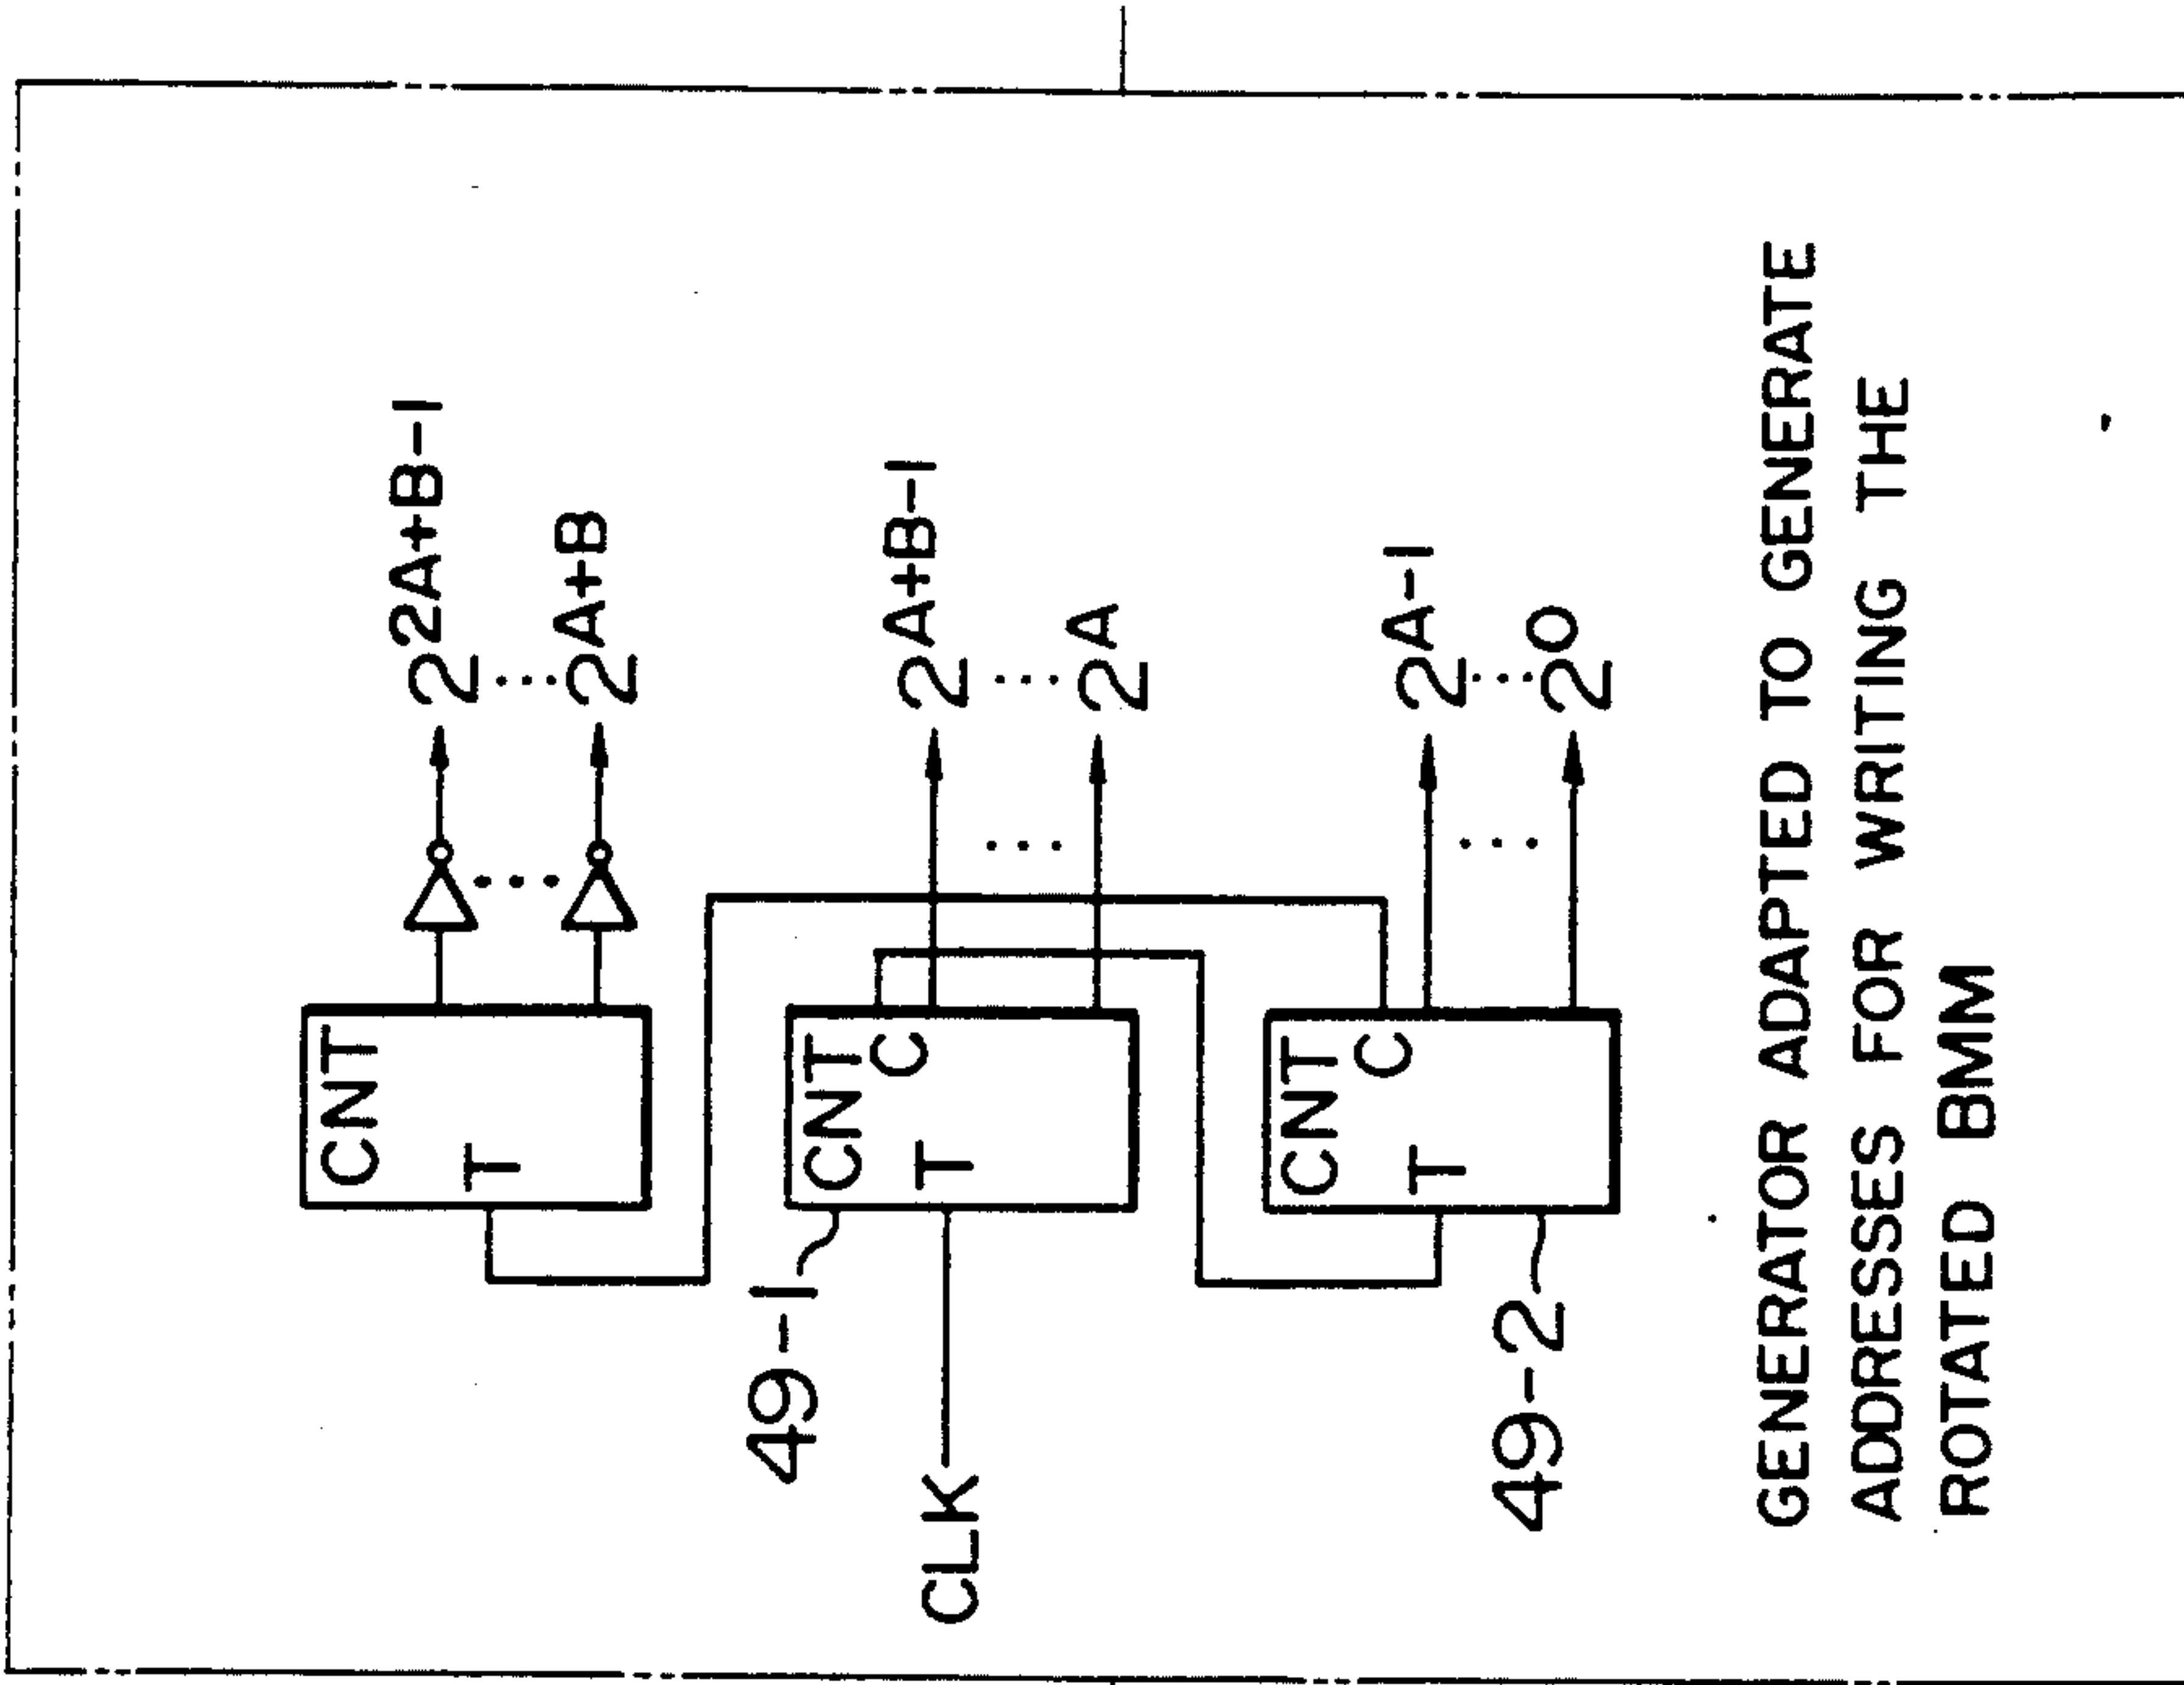 CNT
T
2^2A+B-1
2^A+B
49-1
CNT
C
T
CLK
2^A+B-1
2^A
CNT
C
T
49-2
2^A-1
2^0
GENERATOR ADAPTED TO GENERATE
ADDRESSES FOR WRITING THE
ROTATED BMM